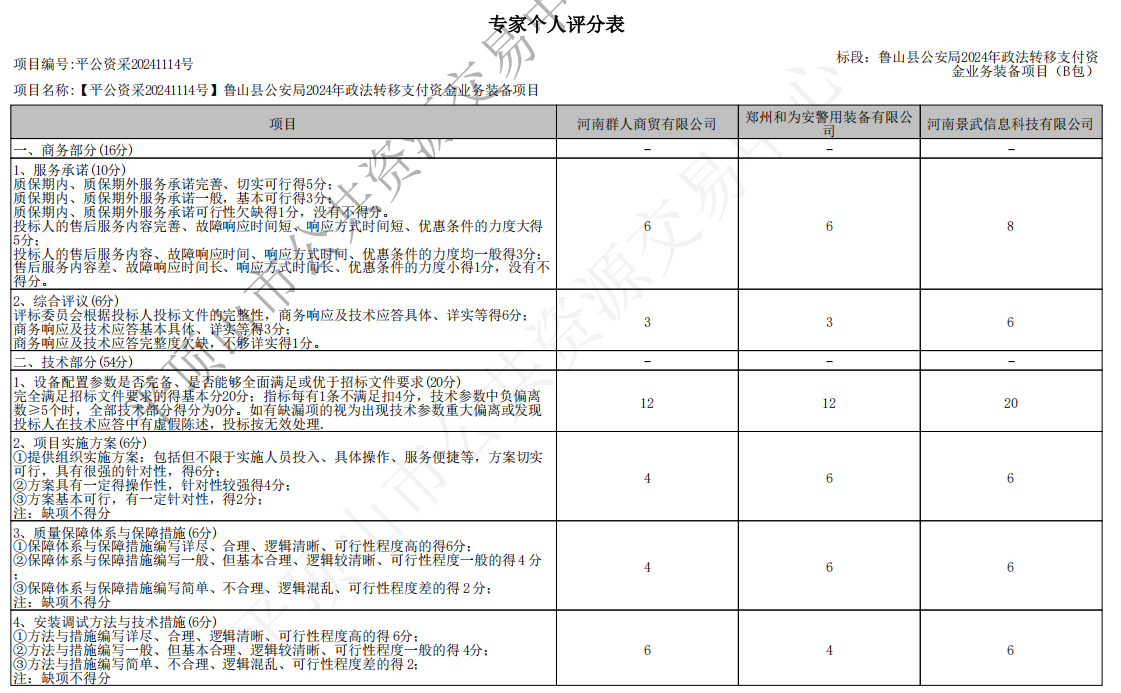 专家个人评分表
项目编号:平公资采20241114号
标段: 鲁山县公安局2024年政法转移支付资
金业务装备项目（B包）
项目名称:【平公资采20241114号】鲁山县公安局2024年政法转移支付资金业务装备项目
项目
河南群人商贸有限公司
郑州和为安警用装备有限公
司
河南景武信息科技有限公司
一、商务部分(16分)
-
-
-
1、服务承诺(10分)
质保期内、质保期外服务承诺完善、切实可行得5分;
质保期内、质保期外服务承诺一般，基本可行得3分;
质保期内、质保期外服务承诺可行性欠缺得1分，没有不得分。
投标人的售后服务内容完善、故障响应时间短、响应方式时间短、优惠条件的力度大得
5分;
投标人的售后服务内容、故障响应时间、响应方式时间、优惠条件的力度均一般得3分;
售后服务内容差、故障响应时间长、响应方式时间长、优惠条件的力度小得1分，没有不
得分。
6
6
8
2、综合评议(6分)
评标委员会根据投标人投标文件的完整性，商务响应及技术应答具体、详实等得6分;
商务响应及技术应答基本具体、详实等得3分;
商务响应及技术应答完整度欠缺，不够详实得1分。
3
3
6
二、技术部分(54分)
-
-
-
1、设备配置参数是否完备、是否能够全面满足或优于招标文件要求(20分)
完全满足招标文件要求的得基本分20分; 指标每有1条不满足扣4分，技术参数中负偏离
数≥5个时，全部技术部分得分为0分。如有缺漏项的视为出现技术参数重大偏离或发现
投标人在技术应答中有虚假陈述，投标按无效处理.
12
12
20
2、项目实施方案(6分)
①提供组织实施方案: 包括但不限于实施人员投入、具体操作、服务便捷等，方案切实
可行，具有很强的针对性，得6分;
②方案具有一定得操作性，针对性较强得4分;
③方案基本可行，有一定针对性，得2分;
注: 缺项不得分
4
6
6
3、质量保障体系与保障措施(6分)
①保障体系与保障措施编写详尽、合理、逻辑清晰、可行性程度高的得6分;
②保障体系与保障措施编写一般、但基本合理、逻辑较清晰、可行性程度一般的得 4 分
;
③保障体系与保障措施编写简单、不合理、逻辑混乱、可行性程度差的得 2 分;
注: 缺项不得分
4
6
6
4、安装调试方法与技术措施(6分)
①方法与措施编写详尽、合理、逻辑清晰、可行性程度高的得 6分;
②方法与措施编写一般、但基本合理、逻辑较清晰、可行性程度一般的得 4分;
③方法与措施编写简单、不合理、逻辑混乱、可行性程度差的得 2;
注: 缺项不得分
6
4
6
平顶山市公共资源交易中
平顶山市公共资源交易中心